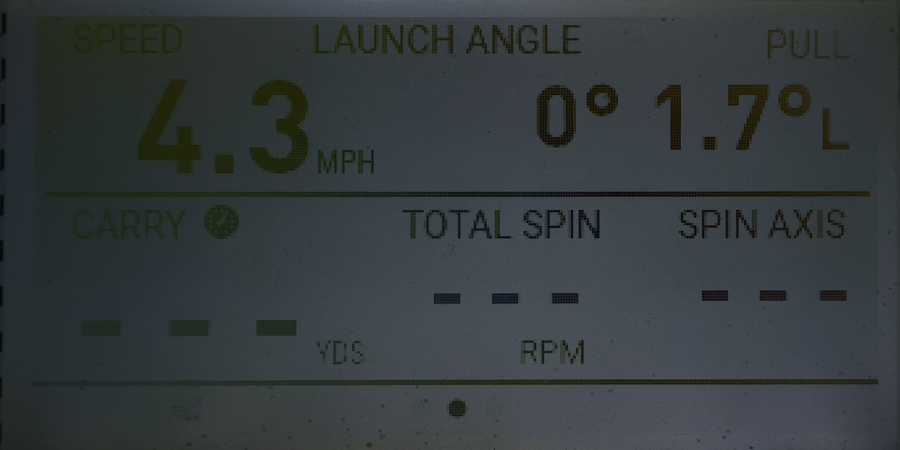 SPEED LAUNCH ANGLE PULL
4.3 MPH 0° 1.7° L
CARRY TOTAL SPIN SPIN AXIS
- - - YDS - - - RPM - - -